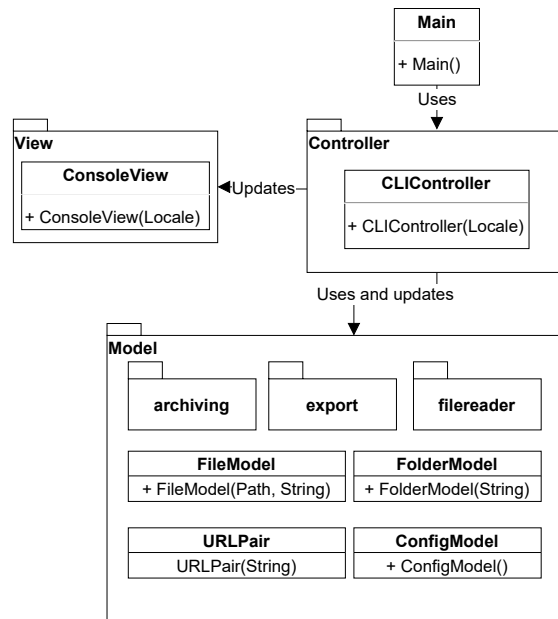 Main
+ Main()
Uses
View
ConsoleView
+ ConsoleView(Locale)
Updates
Controller
CLIController
+ CLIController(Locale)
Uses and updates
Model
archiving
export
filereader
FileModel
+ FileModel(Path, String)
FolderModel
+ FolderModel(String)
URLPair
URLPair(String)
ConfigModel
+ ConfigModel()